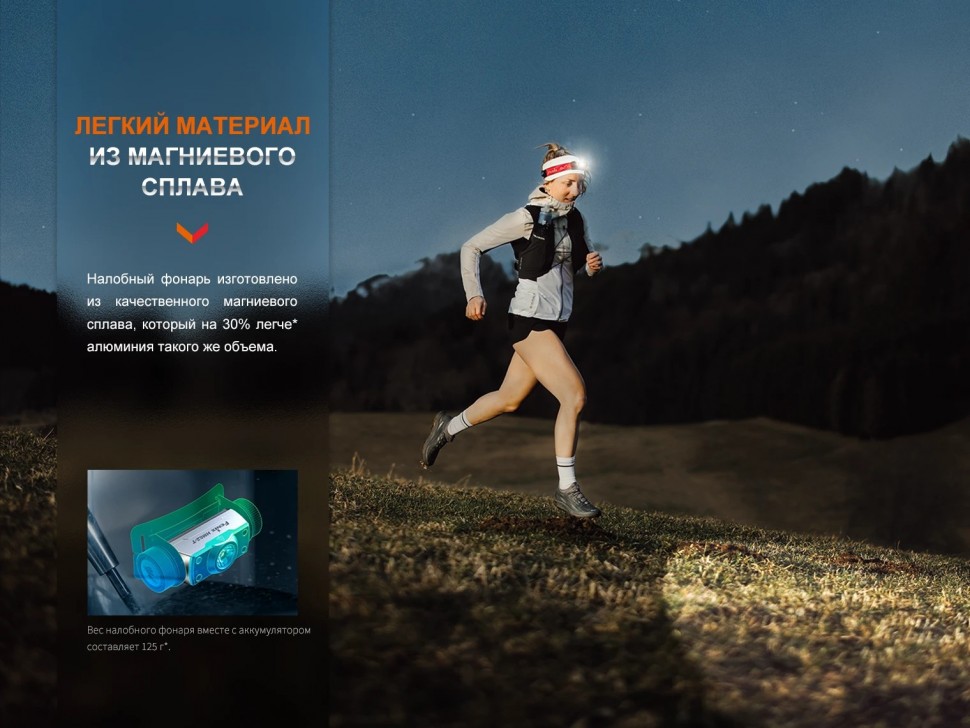 ЛЕГКИЙ МАТЕРИАЛ
ИЗ МАГНИЕВОГО
СПЛАВА
Налобный фонарь изготовлено
из качественного магниевого
сплава, который на 30% легче*
алюминия такого же объема.
Вес налобного фонаря вместе с аккумулятором
составляет 125 г*.